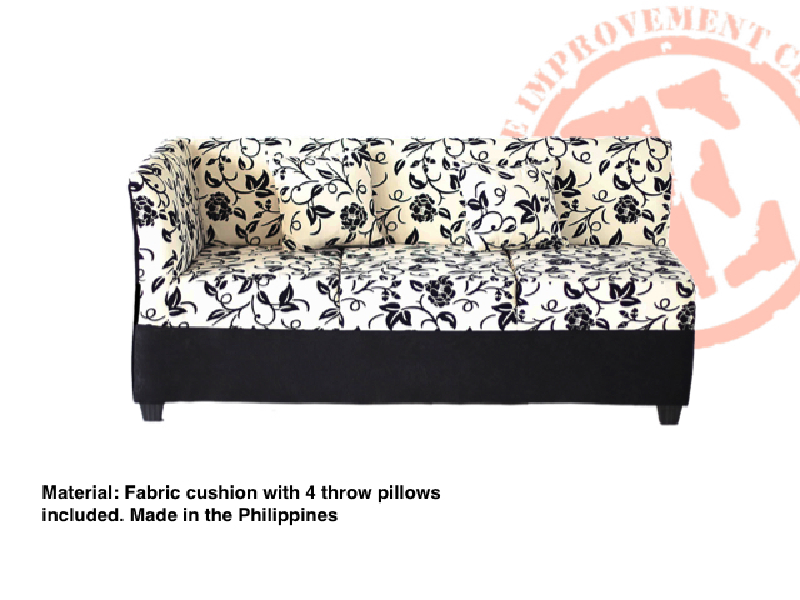 E IMPROVEMENT C
E
Material: Fabric cushion with 4 throw pillows
included. Made in the Philippines